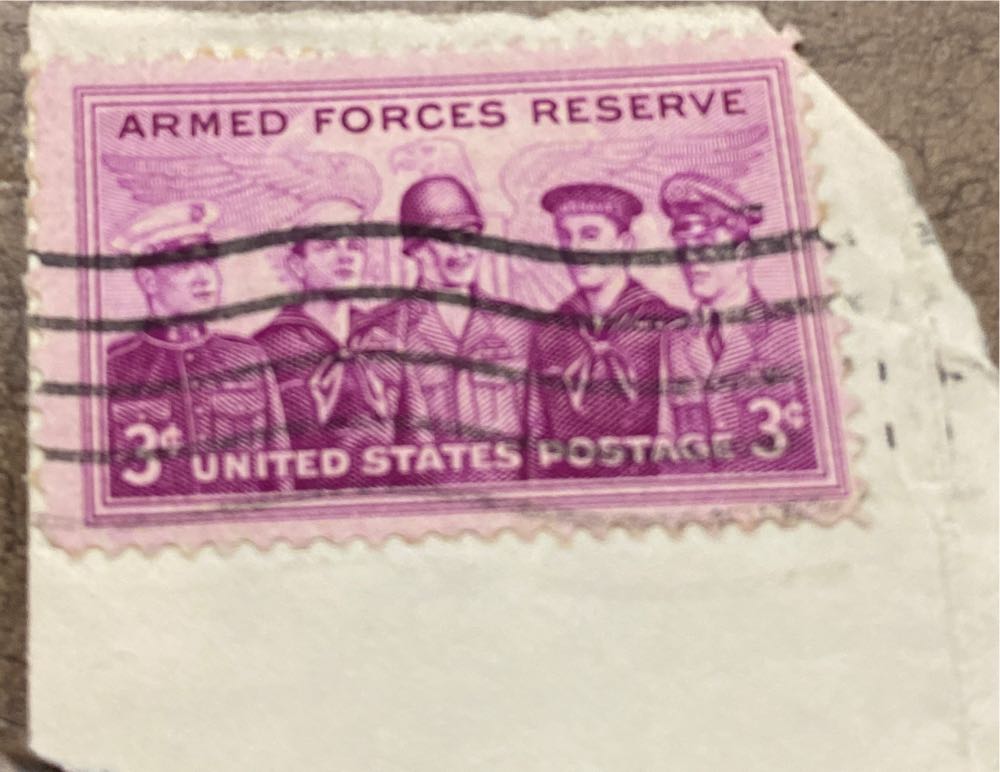 ARMED FORCES RESERVE
3¢ UNITED STATES POSTAGE 3¢